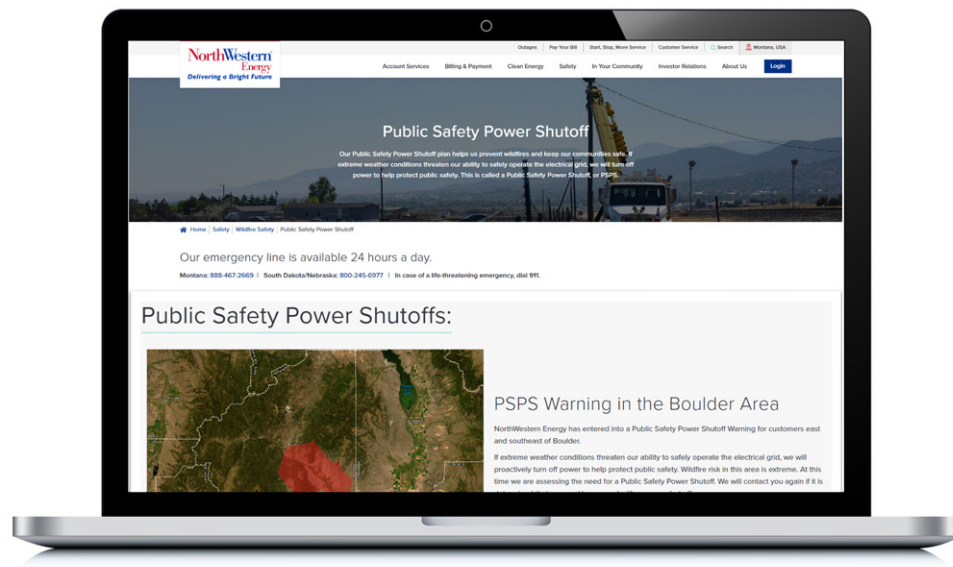 Outages Pay Your Bill Start, Stop, Move Service Customer Service Search Montana, USA
NorthWestern
Energy
Delivering a Bright Future
Account Services Billing & Payment Clean Energy Safety In Your Community Investor Relations About Us Login
Public Safety Power Shutoff
Our Public Safety Power Shutoff plan helps us prevent wildfires and keep our communities safe. If
extreme weather conditions threaten our ability to safely operate the electrical grid, we will turn off
power to help protect public safety. This is called a Public Safety Power Shutoff, or PSPS.
Home Safety Wildfire Safety Public Safety Power Shutoff
Our emergency line is available 24 hours a day.
Montana: 888-467-2669 | South Dakota/Nebraska: 800-245-6977 | In case of a life-threatening emergency, dial 911.
Public Safety Power Shutoffs:
PSPS Warning in the Boulder Area
NorthWestern Energy has entered into a Public Safety Power Shutoff Warning for customers east
and southeast of Boulder.
If extreme weather conditions threaten our ability to safely operate the electrical grid, we will
proactively turn off power to help protect public safety. Wildfire risk in this area is extreme. At this
time we are assessing the need for a Public Safety Power Shutoff. We will contact you again if it is